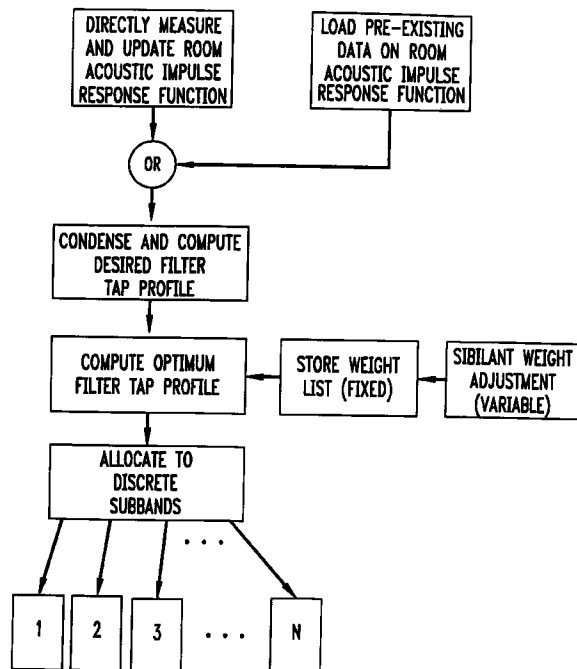 DIRECTLY MEASURE
AND UPDATE ROOM
ACOUSTIC IMPULSE
RESPONSE FUNCTION
LOAD PRE-EXISTING
DATA ON ROOM
ACOUSTIC IMPULSE
RESPONSE FUNCTION
OR
CONDENSE AND COMPUTE
DESIRED FILTER
TAP PROFILE
COMPUTE OPTIMUM
FILTER TAP PROFILE
STORE WEIGHT
LIST (FIXED)
SIBILANT WEIGHT
ADJUSTMENT
(VARIABLE)
ALLOCATE TO
DISCRETE
SUBBANDS
. . .
1 2 3 . . . N